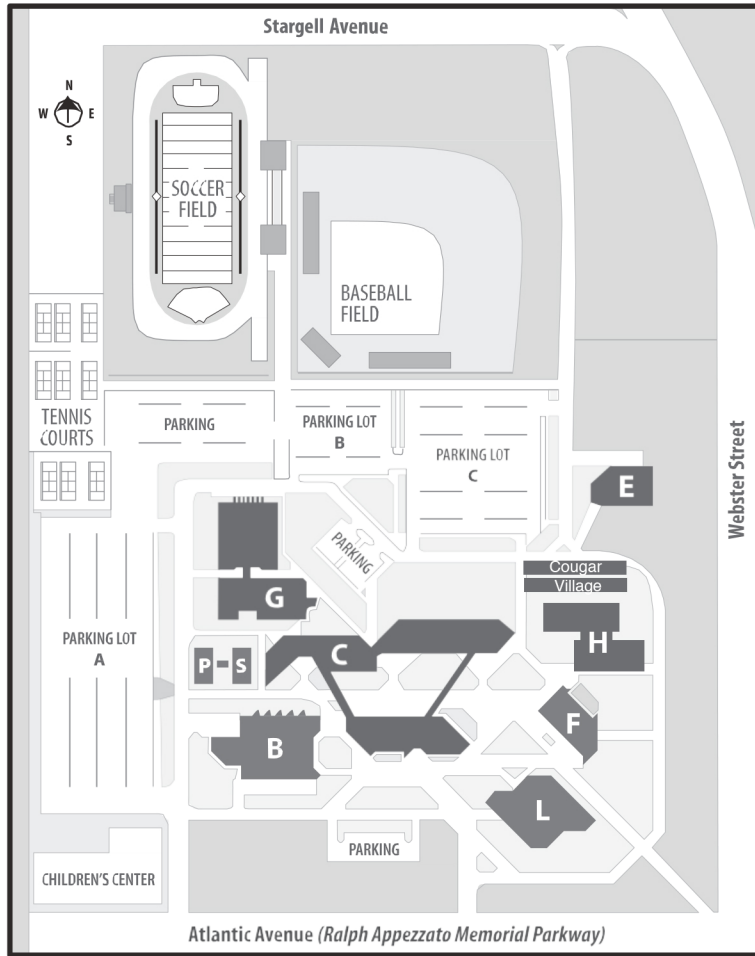 Stargell Avenue
N
W E
S
SOCCER
FIELD
BASEBALL
FIELD
TENNIS
COURTS
PARKING
PARKING LOT
B
PARKING LOT
C
Webster Street
E
PARKING
Cougar
Village
G
H
PARKING LOT
A
P - S
C
F
B
L
PARKING
CHILDREN'S CENTER
Atlantic Avenue (Ralph Appezzato Memorial Parkway)